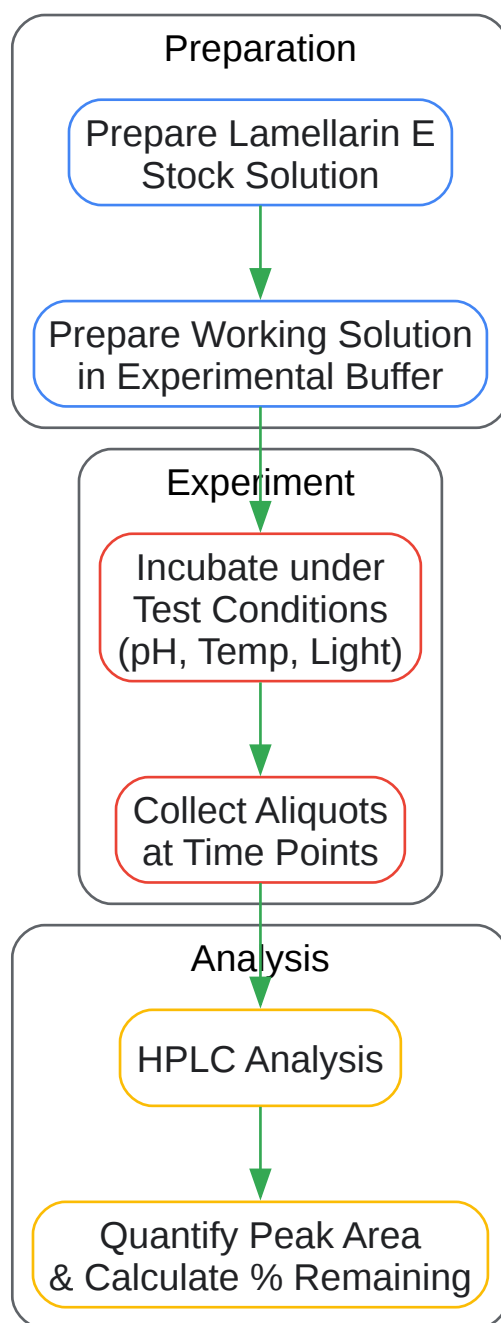 Preparation
Prepare Lamellarin E
Stock Solution
Prepare Working Solution
in Experimental Buffer
Experiment
Incubate under
Test Conditions
(pH, Temp, Light)
Collect Aliquots
at Time Points
Analysis
HPLC Analysis
Quantify Peak Area
& Calculate % Remaining